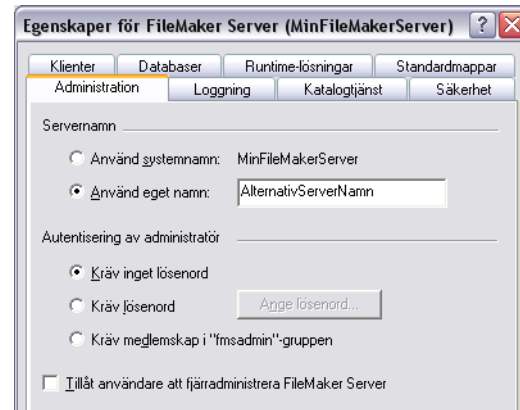 Egenskaper för FileMaker Server (MinFileMakerServer)
Klienter Databaser Runtime-lösningar Standardmappar
Administration Loggning Katalogtjänst Säkerhet
Servernamn
Använd systemnamn: MinFileMakerServer
Använd eget namn: AlternativServerNamn
Autentisering av administratör
Kräv inget lösenord
Kräv lösenord Ange lösenord...
Kräv medlemskap i "fmsadmin"-gruppen
Tillåt användare att fjärradministrera FileMaker Server